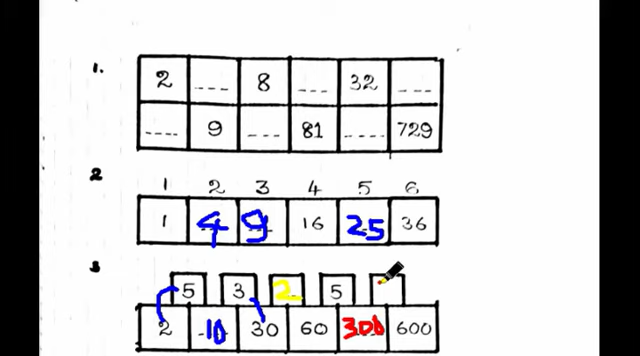 1.
2 --- 8 --- 32 ---
--- 9 --- 81 --- 729
2 1 2 3 4 5 6
1 4 9 16 25 36
3 5 3 2 5
2 10 30 60 300 600